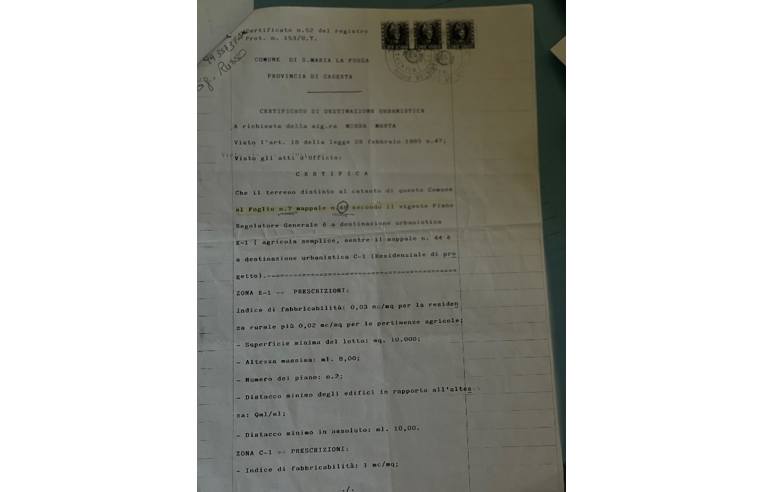 Certificato n.52 del registro
Prot. n. 153/U.T.
Sig. Russo
COMUNE DI S.MARIA LA FOSSA
PROVINCIA DI CASERTA
CERTIFICATO DI DESTINAZIONE URBANISTICA
A richiesta della sig.ra MARTA
Visto l'art. 18 della legge 28 febbraio 1985 n.47;
Visto gli atti d'Ufficio;
C E R T I F I C A
Che il terreno distinto al catasto di questo Comune
al Foglio n.7 mappale n. secondo il vigente Piano
Regolatore Generale è a destinazione urbanistica
E-1 ( agricola semplice, mentre il mappale n. 44 è
a destinazione urbanistica C-1 (Residenziale di pro
getto).------------------------------------------
ZONA E-1 -- PRESCRIZIONI:
Indice di fabbricabilità: 0,03 mc/mq per la residen
za rurale più 0,02 mc/mq per le pertinenze agricole;
- Superficie minima del lotto: mq. 10.000;
- Altezza massima: ml. 8,00;
- Numero dei piano: n.2;
- Distacco minimo degli edifici in rapporto all'altez
za: ml/ml;
- Distacco minimo in assoluto: ml. 10,00.
ZONA C-1 -- PRESCRIZIONI:
- Indice di fabbricabilità: 1 mc/mq;
./.